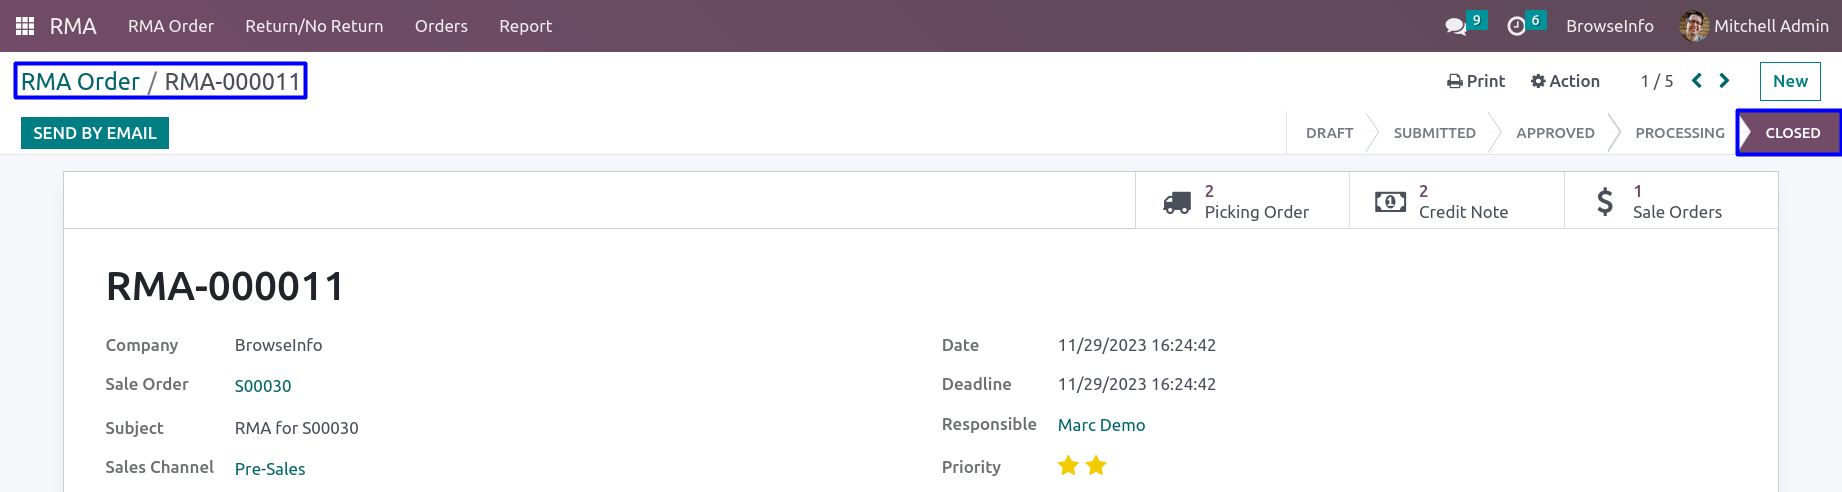 RMA RMA Order Return/No Return Orders Report 9 6 BrowseInfo Mitchell Admin
RMA Order / RMA-000011 Print Action 1 / 5 New
SEND BY EMAIL DRAFT SUBMITTED APPROVED PROCESSING CLOSED
2 Picking Order
2 Credit Note
1 Sale Orders
RMA-000011
Company BrowseInfo
Sale Order S00030
Subject RMA for S00030
Sales Channel Pre-Sales
Date 11/29/2023 16:24:42
Deadline 11/29/2023 16:24:42
Responsible Marc Demo
Priority